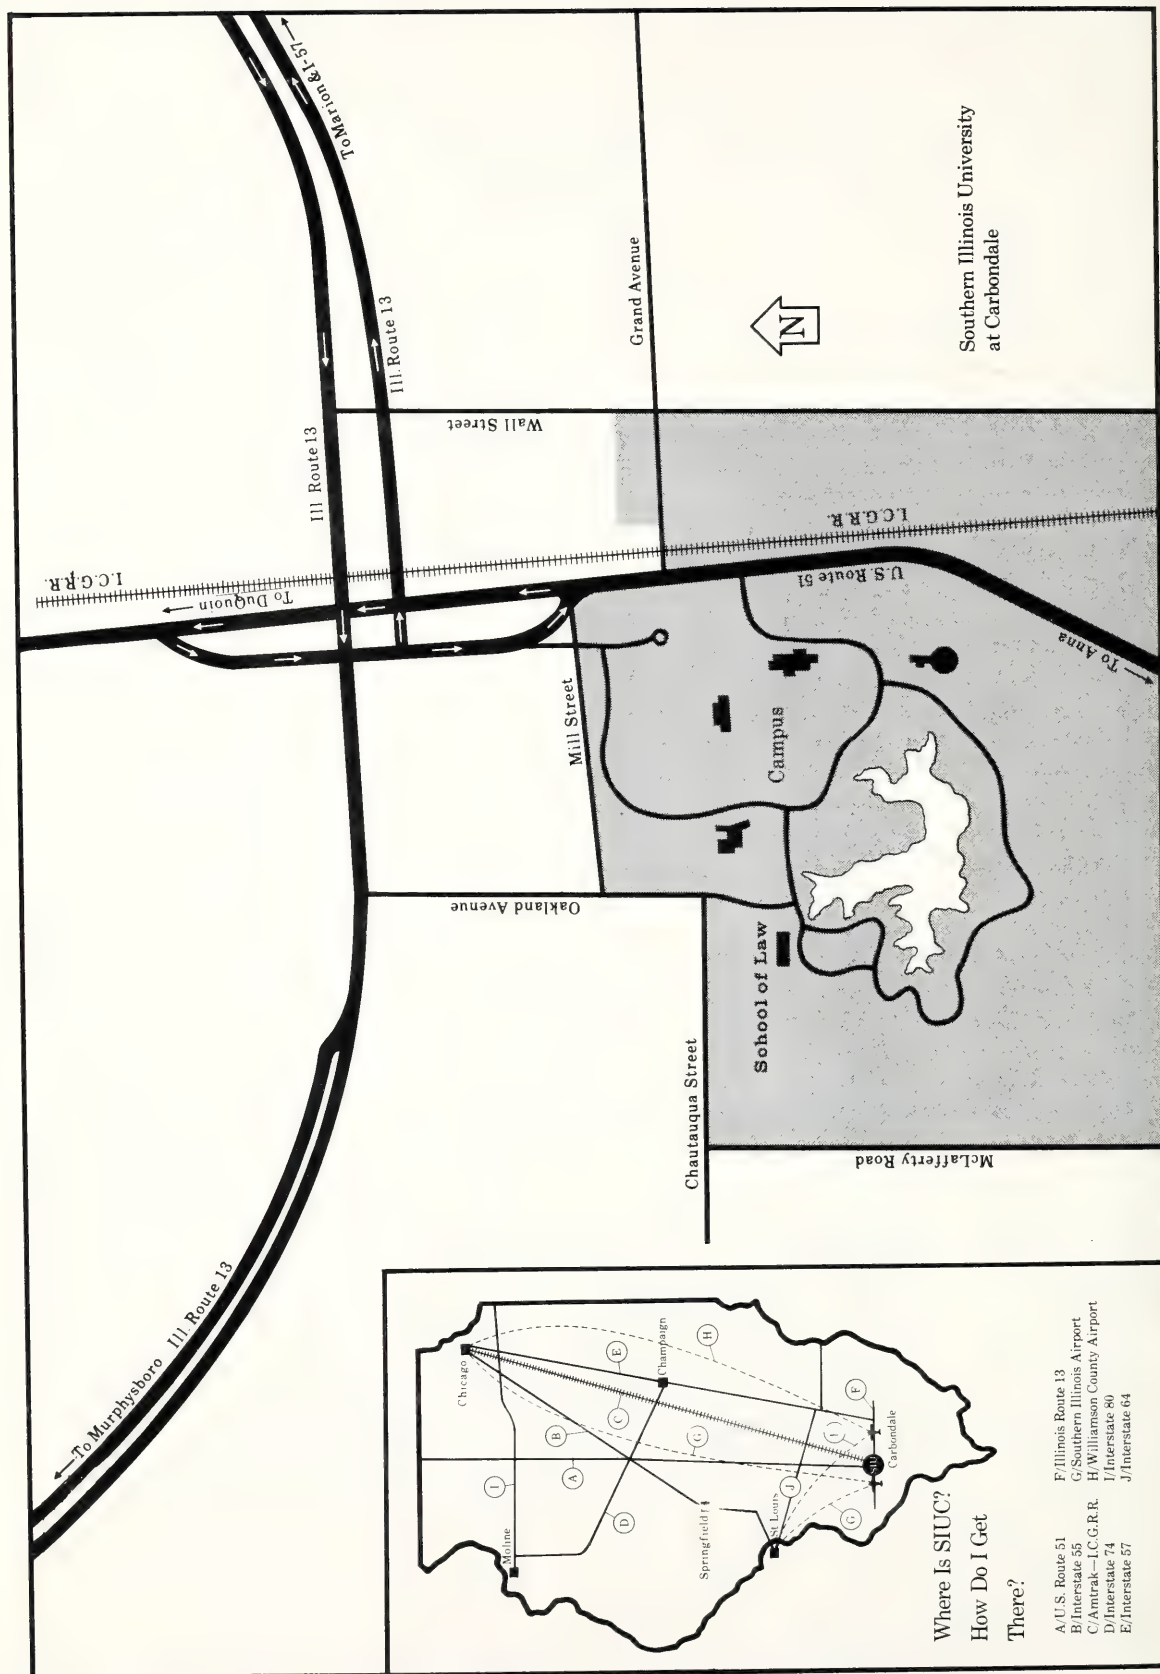 To Murphysboro Ill. Route 13
Ill Route 13
Ill. Route 13
To Marion & I-57
I.C.G.R.R.
To DuQuoin
Wall Street
Grand Avenue
Mill Street
Oakland Avenue
Chautauqua Street
McLafferty Road
School of Law
Campus
U.S. Route 51
I.C.G.R.R.
To Anna
N
Southern Illinois University
at Carbondale
Chicago
Moline
Champaign
Springfield
St Louis
Carbondale
SIU
A
B
C
D
E
F
G
G
H
I
J
Where Is SIUC?
How Do I Get
There?
A/U.S. Route 51
B/Interstate 55
C/Amtrak—I.C.G.R.R.
D/Interstate 74
E/Interstate 57
F/Illinois Route 13
G/Southern Illinois Airport
H/Williamson County Airport
I/Interstate 80
J/Interstate 64